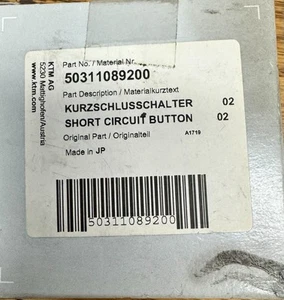 KTM AG
5230 Mattighofen/Austria
www.ktm.com
Part No./ Material Nr.
50311089200
Part Description / Materialkurztext
KURZSCHLUSSCHALTER 02
SHORT CIRCUIT BUTTON 02
Original Part / Originalteil A1719
Made in JP
50311089200